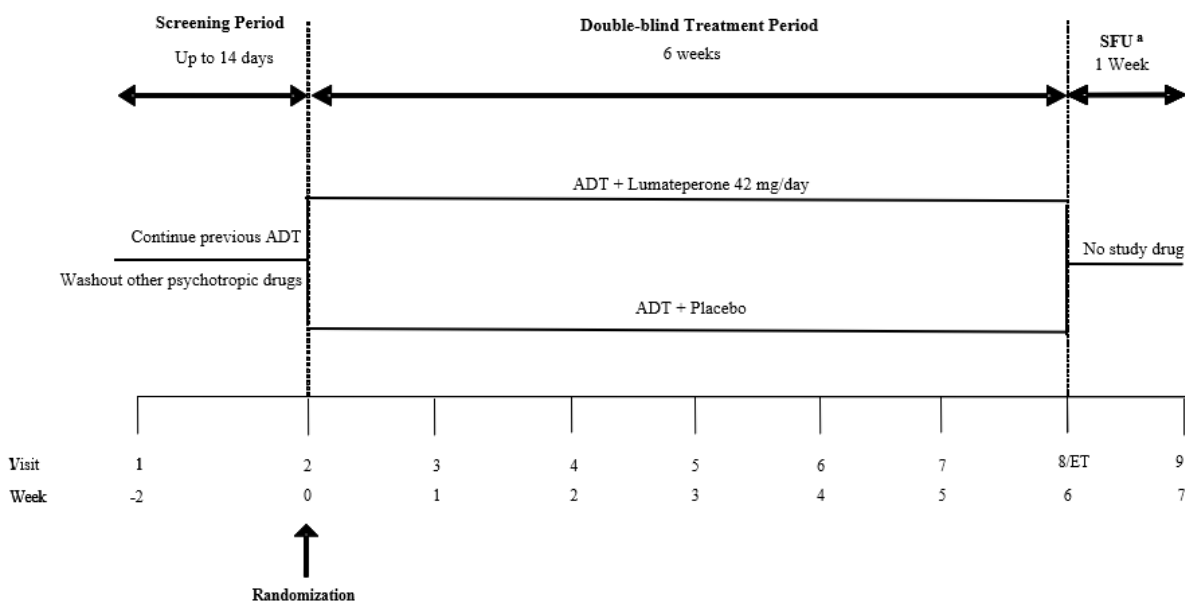 Screening Period
Up to 14 days
Double-blind Treatment Period
6 weeks
SFU a
1 Week
ADT + Lumateperone 42 mg/day
Continue previous ADT
Washout other psychotropic drugs
No study drug
ADT + Placebo
Visit 1 2 3 4 5 6 7 8/ET 9
Week -2 0 1 2 3 4 5 6 7
Randomization